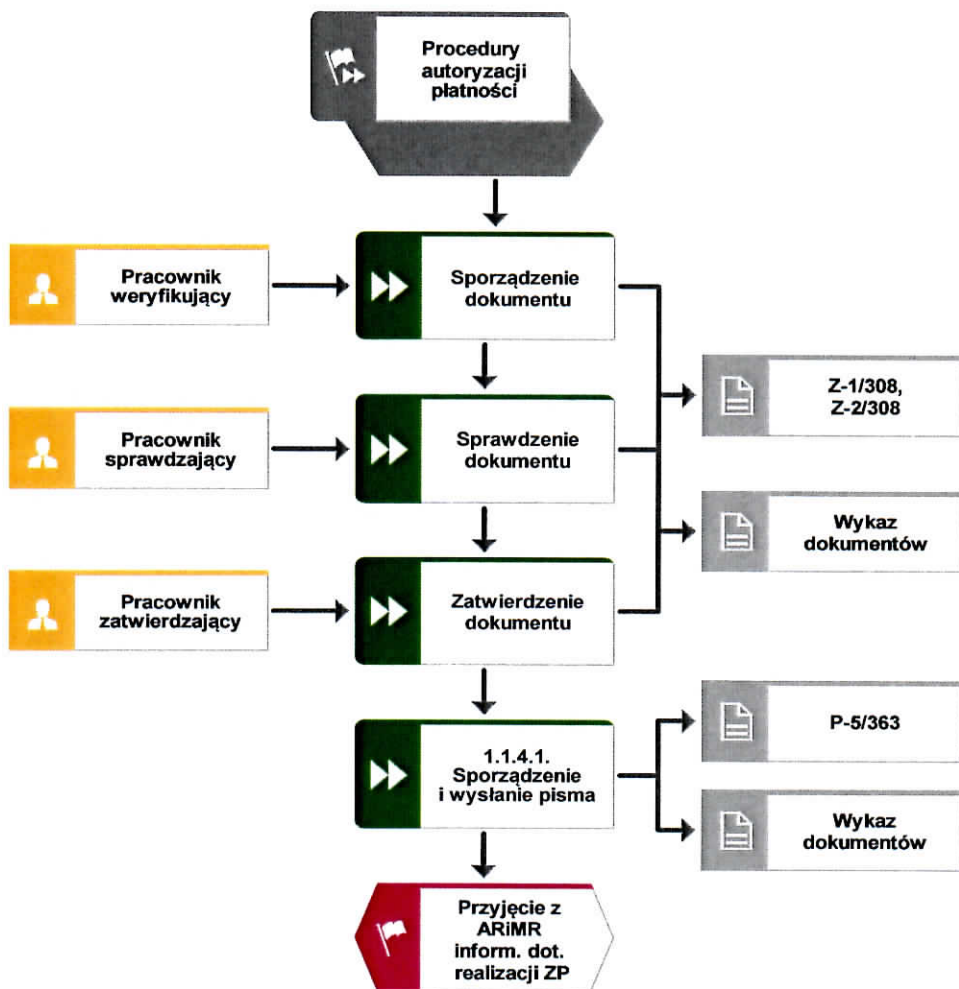 Procedury
autoryzacji
płatności
Pracownik
weryfikujący
Sporządzenie
dokumentu
Z-1/308,
Z-2/308
Pracownik
sprawdzający
Sprawdzenie
dokumentu
Wykaz
dokumentów
Pracownik
zatwierdzający
Zatwierdzenie
dokumentu
P-5/363
1.1.4.1.
Sporządzenie
i wysłanie pisma
Wykaz
dokumentów
Przyjęcie z
ARiMR
inform. dot.
realizacji ZP